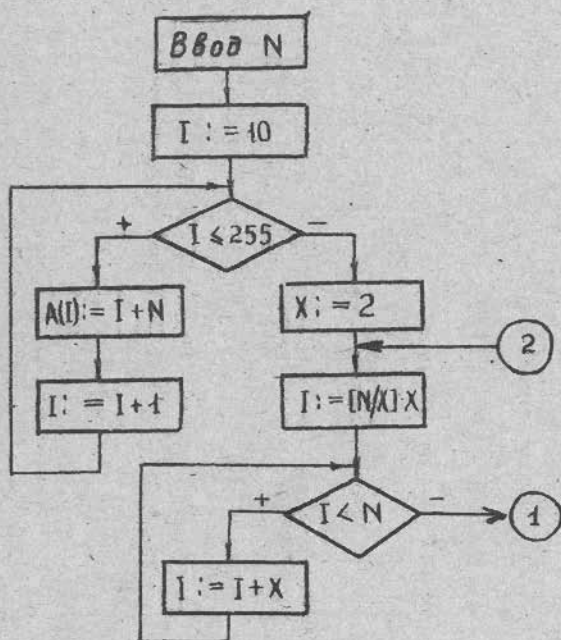 Ввод N
I := 10
+
I ≤ 255
−
A(I) := I + N
X := 2
2
I := I + 1
I := [N/X]·X
+
I < N
−
1
I := I + X